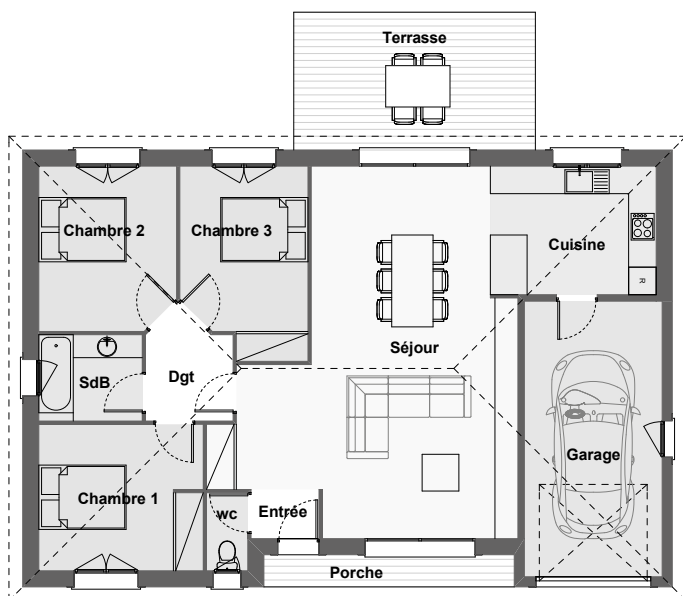 Terrasse
Chambre 2
Chambre 3
Cuisine
R
Séjour
SdB
Dgt
Garage
Chambre 1
wc
Entrée
Porche